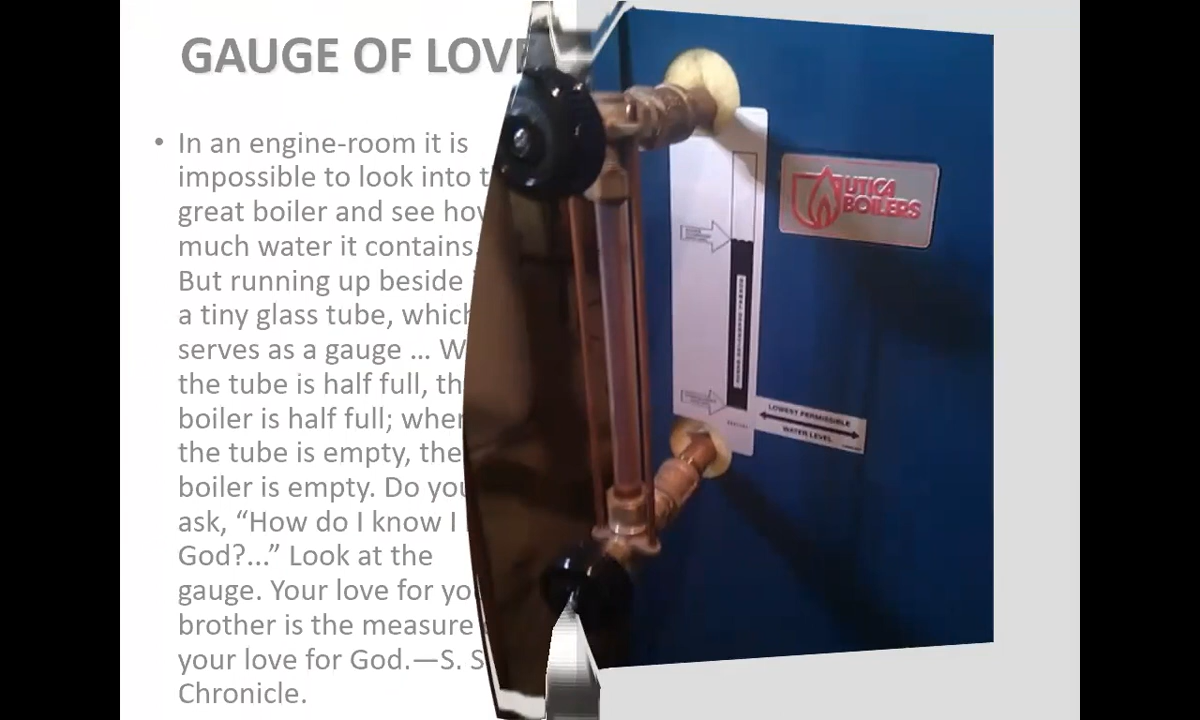 GAUGE OF LOV
• In an engine-room it is
impossible to look into t
great boiler and see how
much water it contains.
But running up beside
a tiny glass tube, which
serves as a gauge … W
the tube is half full, th
boiler is half full; when
the tube is empty, the
boiler is empty. Do you
ask, “How do I know I
God?...” Look at the
gauge. Your love for yo
brother is the measure
your love for God.—S. S
Chronicle.
UTICA
BOILERS
LOWEST PERMISSIBLE
WATER LEVEL